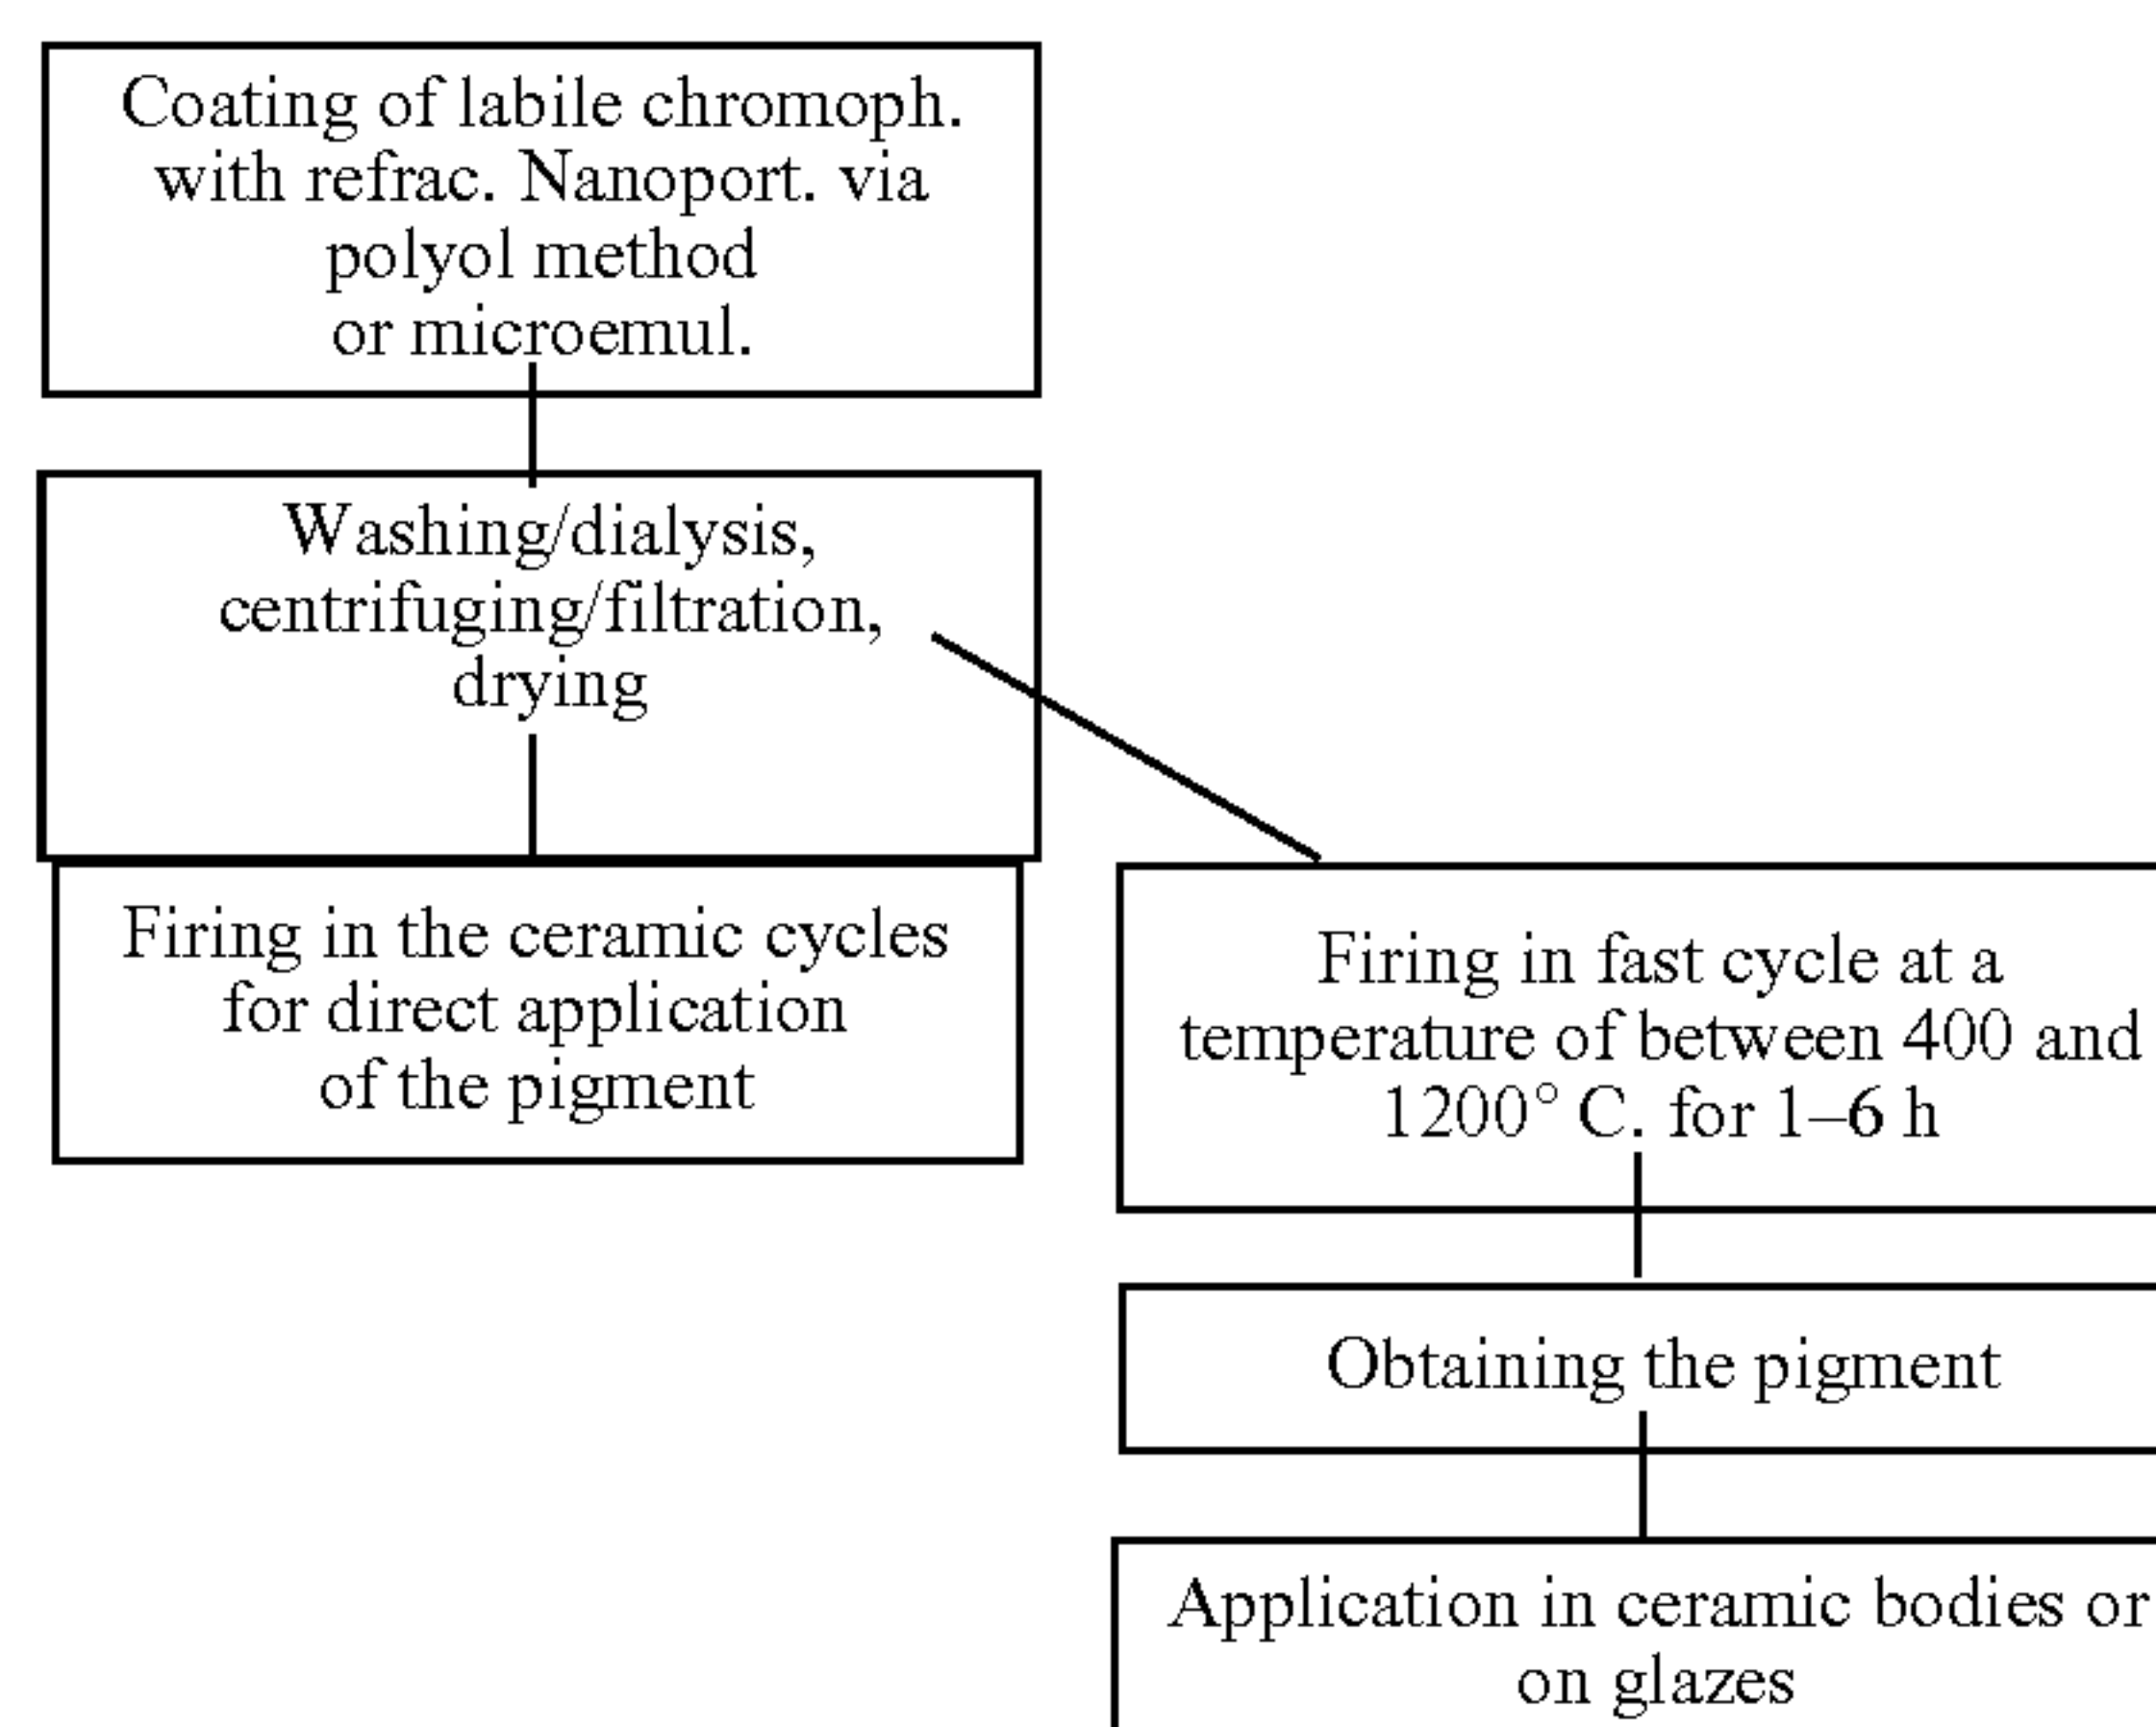 Coating of labile chromoph.
with refrac. Nanoport. via
polyol method
or microemul.
Washing/dialysis,
centrifuging/filtration,
drying
Firing in the ceramic cycles
for direct application
of the pigment
Firing in fast cycle at a
temperature of between 400 and
1200° C. for 1–6 h
Obtaining the pigment
Application in ceramic bodies or
on glazes